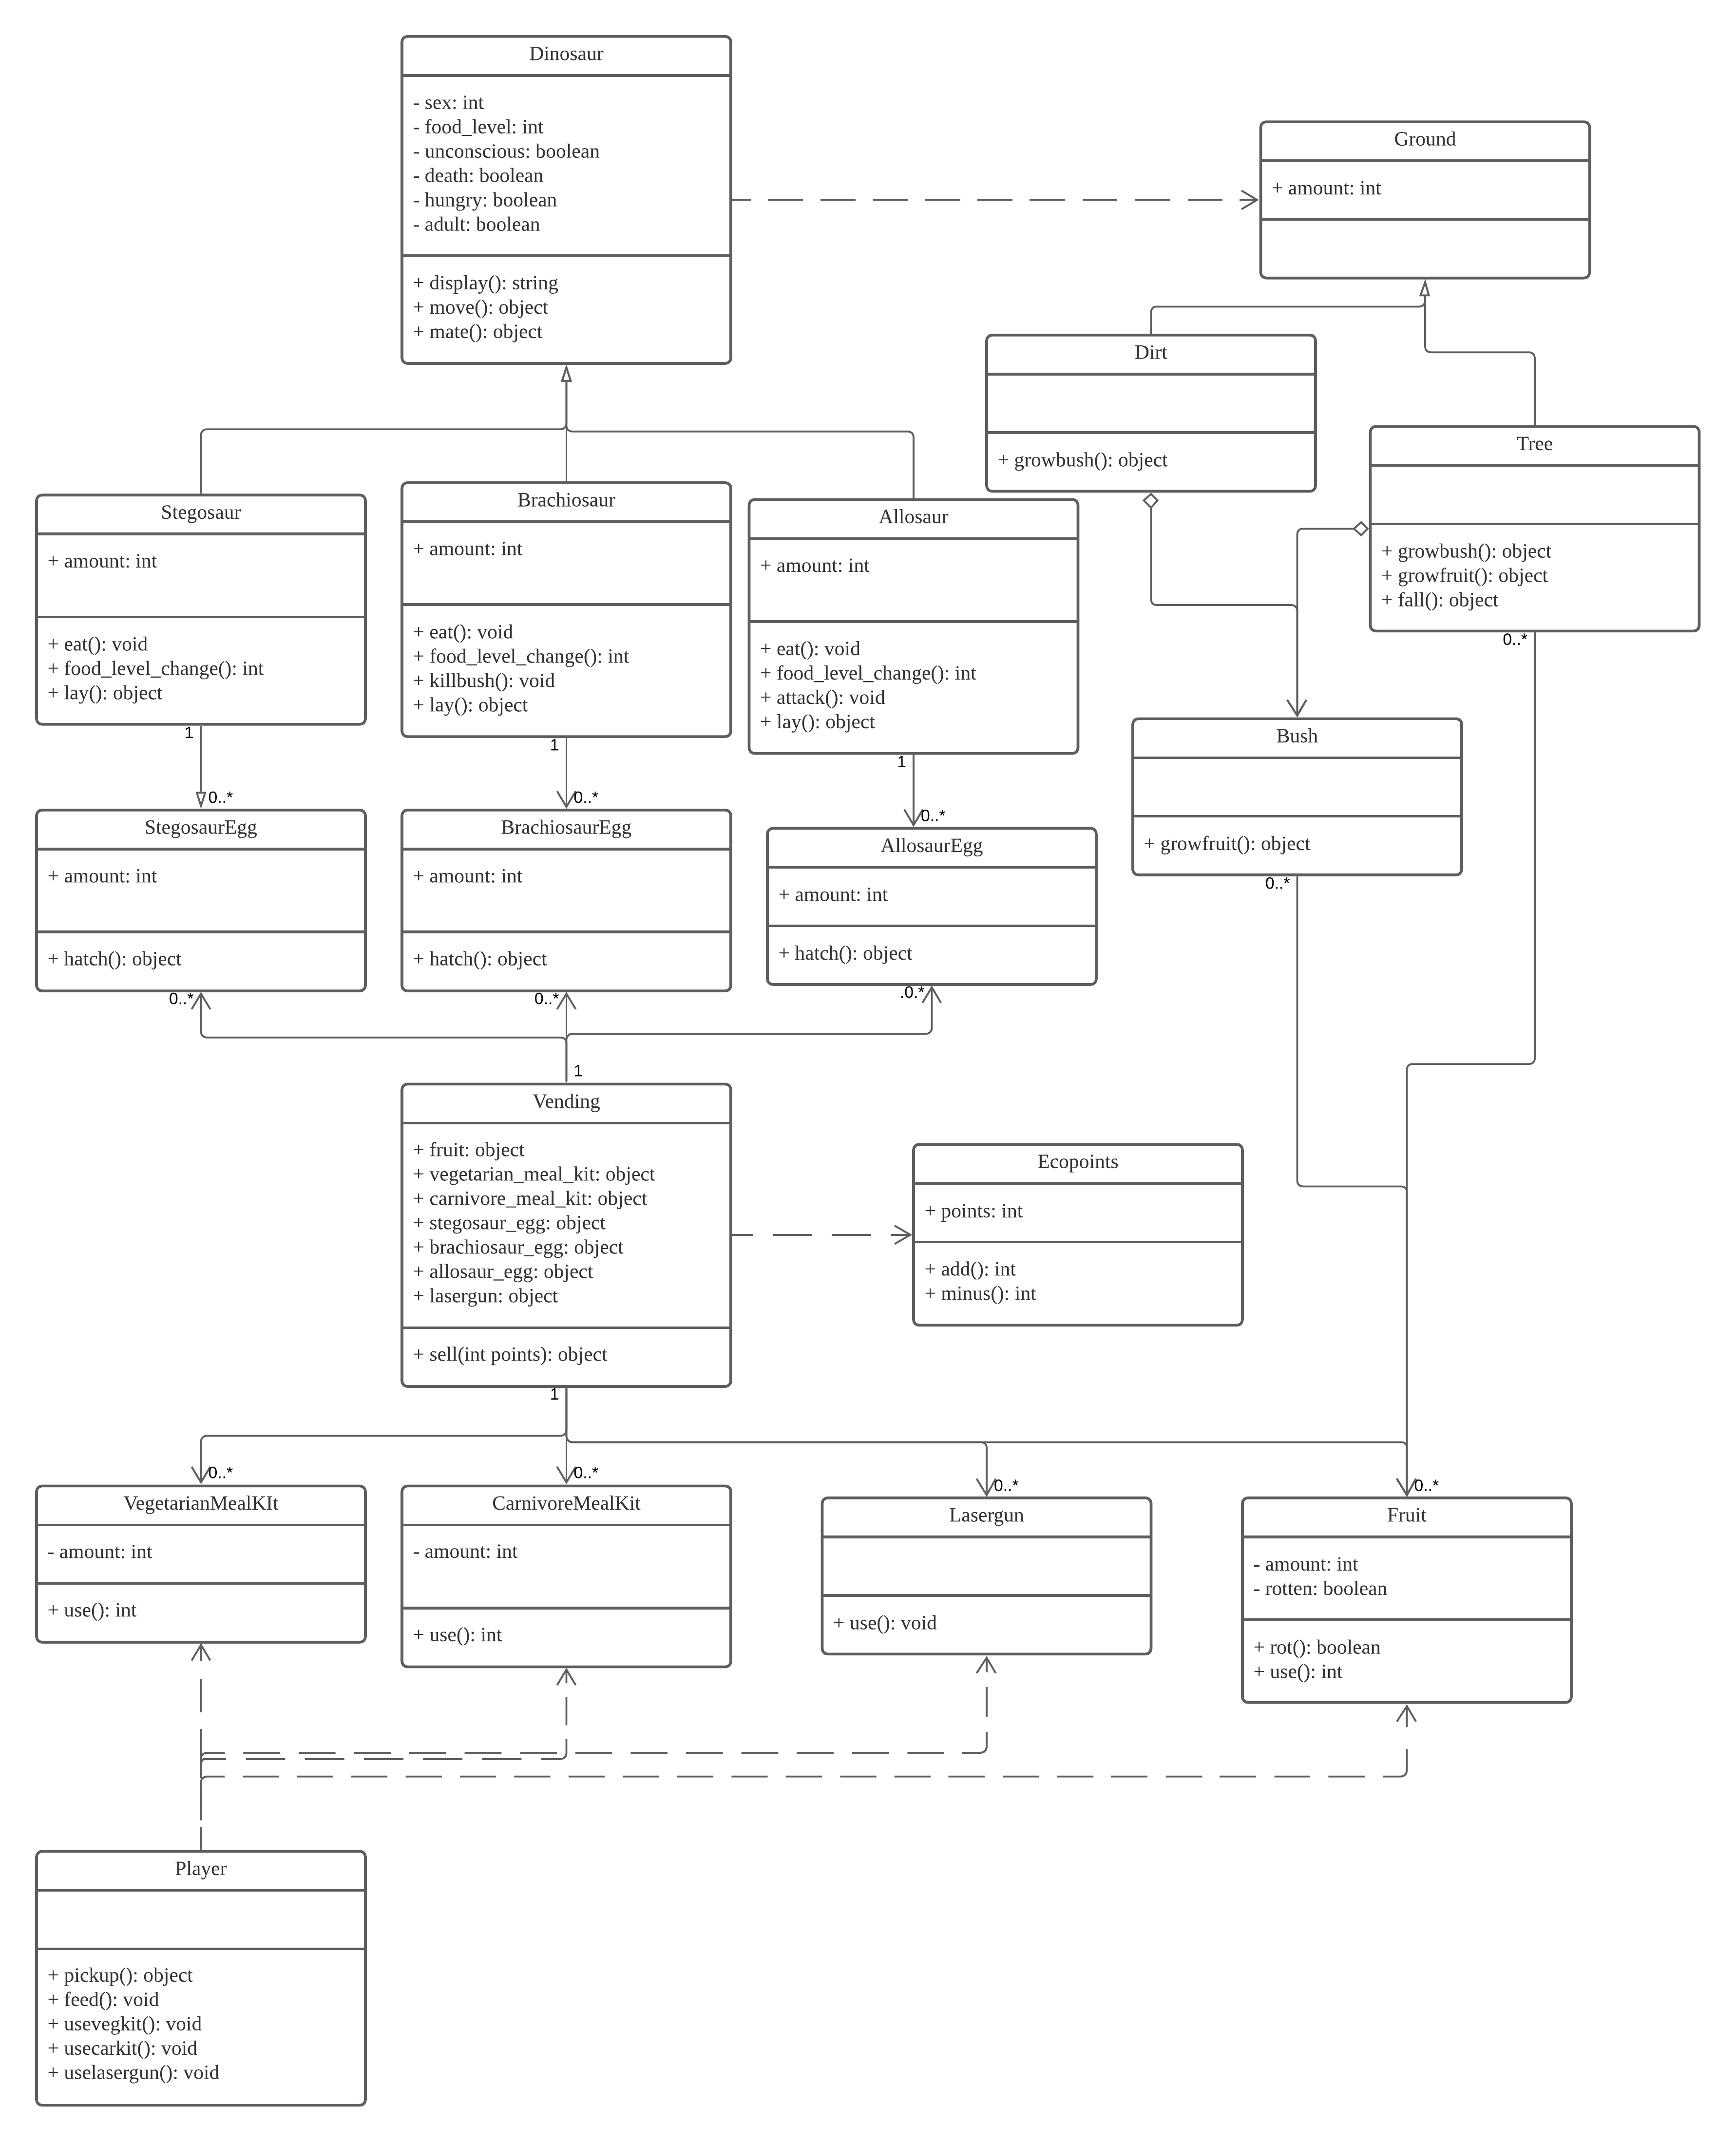 Dinosaur
- sex: int
- food_level: int
- unconscious: boolean
- death: boolean
- hungry: boolean
- adult: boolean
+ display(): string
+ move(): object
+ mate(): object
Ground
+ amount: int
Dirt
+ growbush(): object
Tree
+ growbush(): object
+ growfruit(): object
+ fall(): object
0..*
Stegosaur
+ amount: int
+ eat(): void
+ food_level_change(): int
+ lay(): object
1
0..*
Brachiosaur
+ amount: int
+ eat(): void
+ food_level_change(): int
+ killbush(): void
+ lay(): object
1
0..*
Allosaur
+ amount: int
+ eat(): void
+ food_level_change(): int
+ attack(): void
+ lay(): object
1
0..*
Bush
+ growfruit(): object
0..*
StegosaurEgg
+ amount: int
+ hatch(): object
0..*
BrachiosaurEgg
+ amount: int
+ hatch(): object
0..*
AllosaurEgg
+ amount: int
+ hatch(): object
.0.*
1
Vending
+ fruit: object
+ vegetarian_meal_kit: object
+ carnivore_meal_kit: object
+ stegosaur_egg: object
+ brachiosaur_egg: object
+ allosaur_egg: object
+ lasergun: object
+ sell(int points): object
1
Ecopoints
+ points: int
+ add(): int
+ minus(): int
0..*
0..*
0..*
0..*
VegetarianMealKIt
- amount: int
+ use(): int
CarnivoreMealKit
- amount: int
+ use(): int
Lasergun
+ use(): void
Fruit
- amount: int
- rotten: boolean
+ rot(): boolean
+ use(): int
Player
+ pickup(): object
+ feed(): void
+ usevegkit(): void
+ usecarkit(): void
+ uselasergun(): void